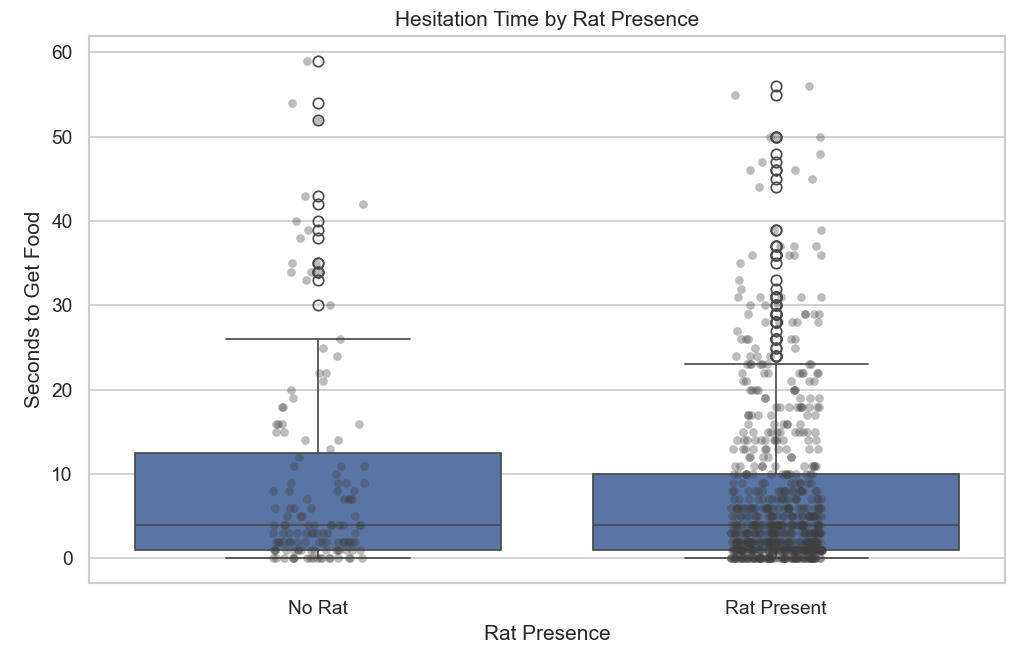 Hesitation Time by Rat Presence
60
50
40
30
20
10
0
Seconds to Get Food
No Rat
Rat Present
Rat Presence